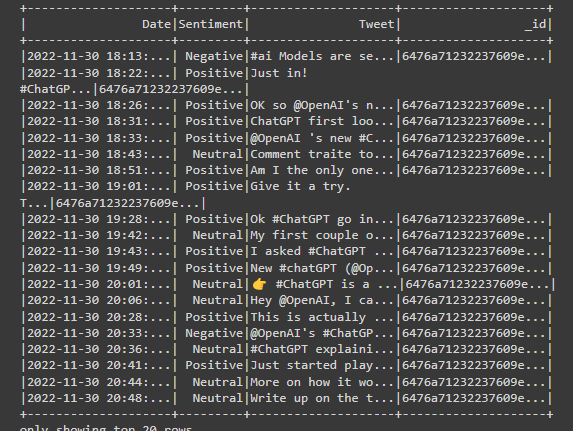 +--------------------+---------+--------------------+--------------------+
|                Date|Sentiment|               Tweet|                 _id|
+--------------------+---------+--------------------+--------------------+
|2022-11-30 18:13:...| Negative|#ai Models are se...|6476a71232237609e...|
|2022-11-30 18:22:...| Positive|Just in!
#ChatGP...|6476a71232237609e...|
|2022-11-30 18:26:...| Positive|OK so @OpenAI's n...|6476a71232237609e...|
|2022-11-30 18:31:...| Positive|ChatGPT first loo...|6476a71232237609e...|
|2022-11-30 18:33:...| Positive|@OpenAI 's new #C...|6476a71232237609e...|
|2022-11-30 18:43:...|  Neutral|Comment traite to...|6476a71232237609e...|
|2022-11-30 18:51:...| Positive|Am I the only one...|6476a71232237609e...|
|2022-11-30 19:01:...| Positive|Give it a try.
T...|6476a71232237609e...|
|2022-11-30 19:28:...| Positive|Ok #ChatGPT go in...|6476a71232237609e...|
|2022-11-30 19:42:...|  Neutral|My first couple o...|6476a71232237609e...|
|2022-11-30 19:43:...| Positive|I asked #ChatGPT ...|6476a71232237609e...|
|2022-11-30 19:49:...| Positive|New #chatGPT (@Op...|6476a71232237609e...|
|2022-11-30 20:01:...|  Neutral|👉 #ChatGPT is a ...|6476a71232237609e...|
|2022-11-30 20:06:...|  Neutral|Hey @OpenAI, I ca...|6476a71232237609e...|
|2022-11-30 20:28:...| Positive|This is actually ...|6476a71232237609e...|
|2022-11-30 20:33:...| Negative|@OpenAI's #ChatGP...|6476a71232237609e...|
|2022-11-30 20:36:...|  Neutral|#ChatGPT explaini...|6476a71232237609e...|
|2022-11-30 20:41:...| Positive|Just started play...|6476a71232237609e...|
|2022-11-30 20:44:...|  Neutral|More on how it wo...|6476a71232237609e...|
|2022-11-30 20:48:...|  Neutral|Write up on the t...|6476a71232237609e...|
+--------------------+---------+--------------------+--------------------+
only showing top 20 rows